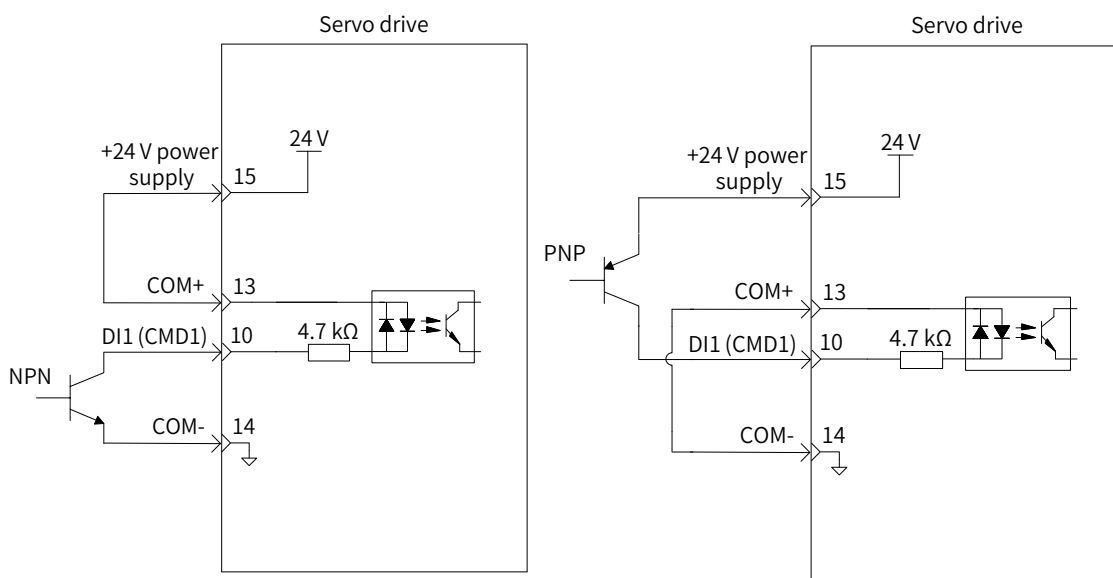 Servo drive
24 V
+24 V power
supply
15
COM+
13
DI1 (CMD1)
10
4.7 kΩ
NPN
COM-
14
Servo drive
24 V
+24 V power
supply
15
PNP
COM+
13
DI1 (CMD1)
10
4.7 kΩ
COM-
14